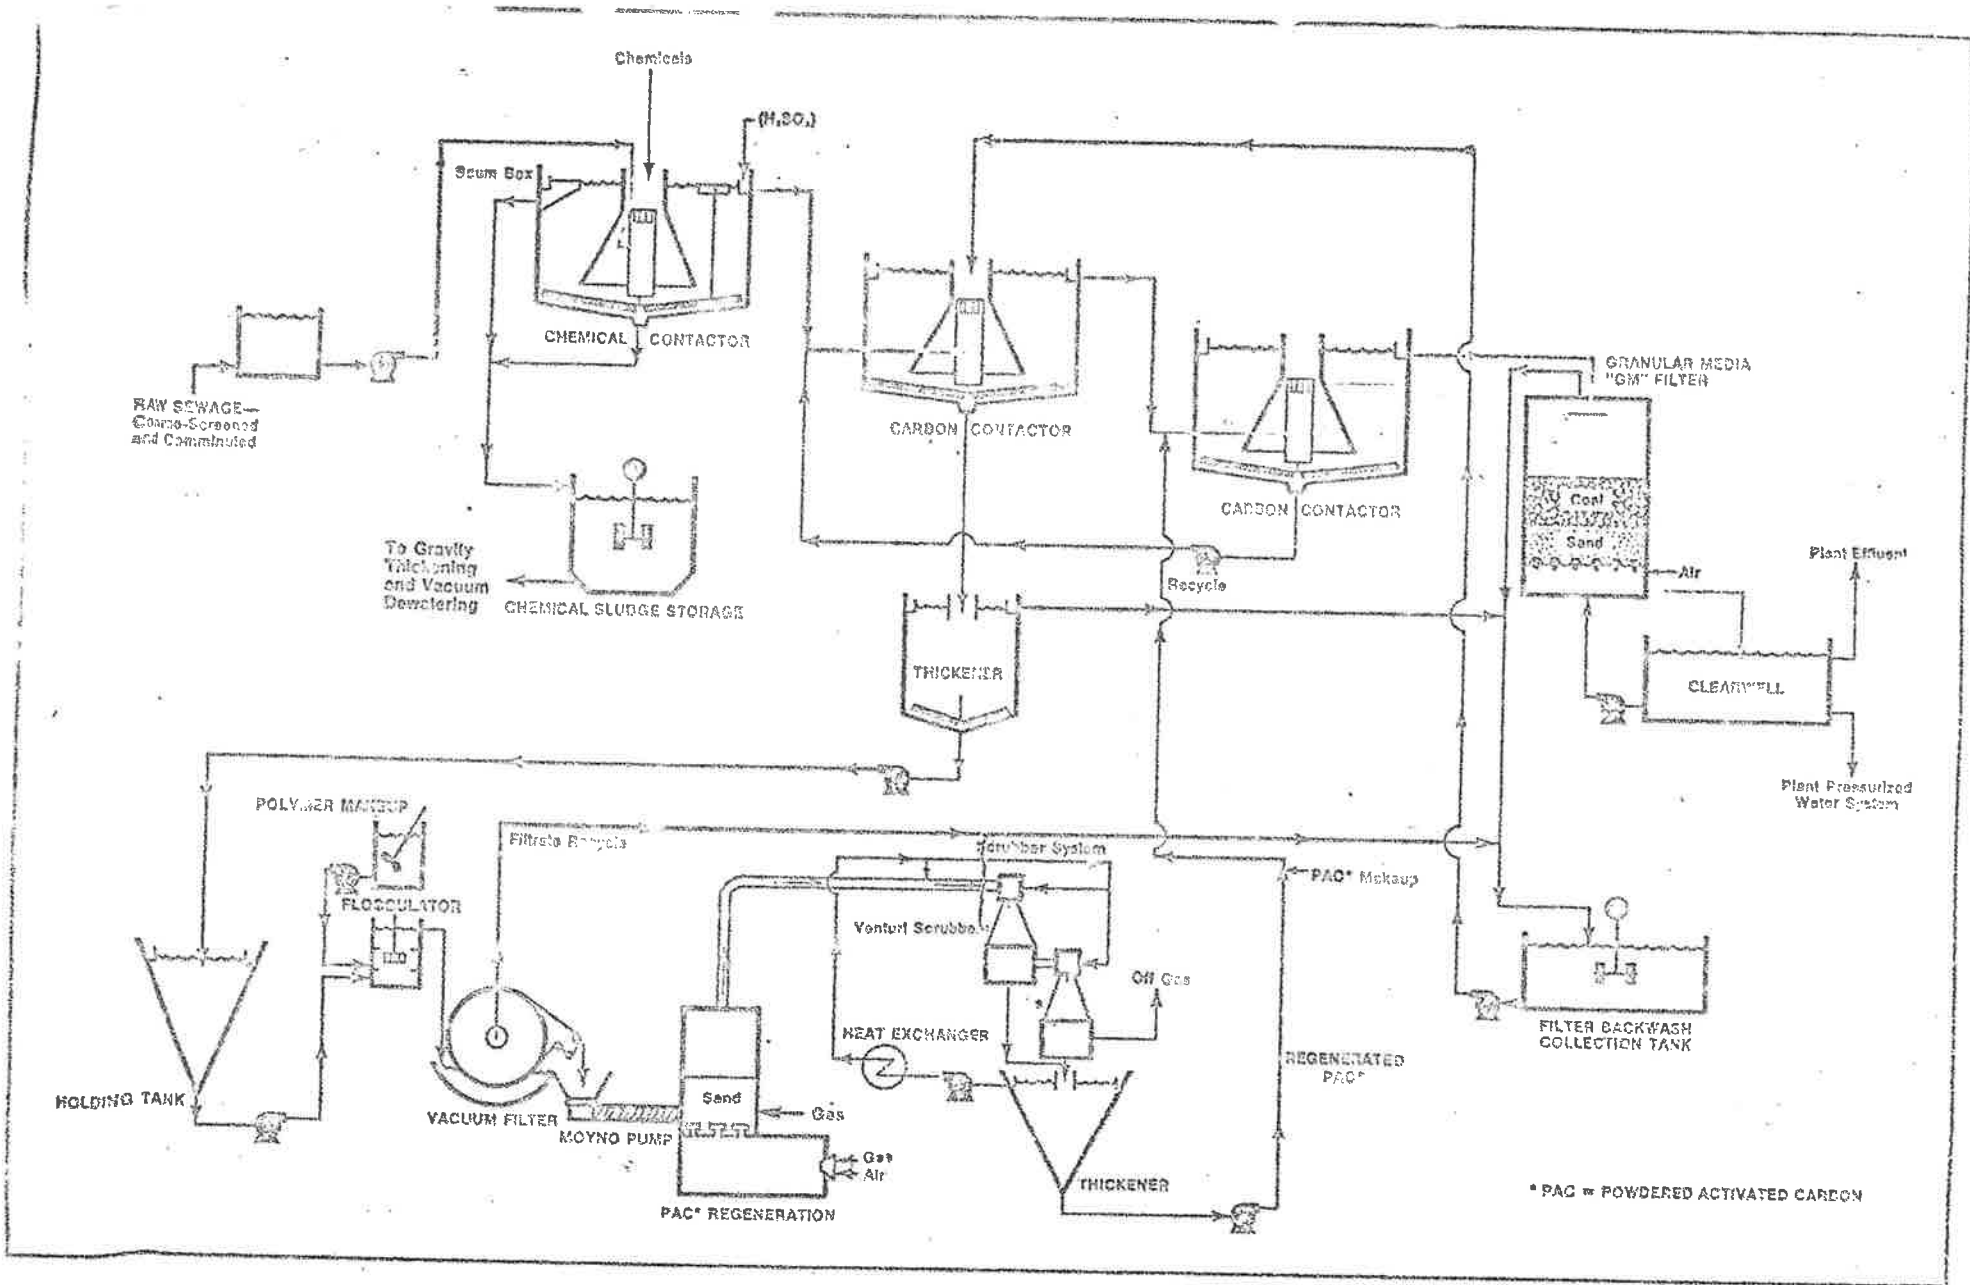 Chemicals
(H₂SO₄)
Scum Box
CHEMICAL CONTACTOR
RAW SEWAGE—
Coarse-Screened
and Comminuted
CARBON CONTACTOR
GRANULAR MEDIA
"GM" FILTER
CARBON CONTACTOR
Coal
Sand
Air
Plant Effluent
To Gravity
Thickening
and Vacuum
Dewatering
CHEMICAL SLUDGE STORAGE
Recycle
THICKENER
CLEARWELL
Plant Pressurized
Water System
POLYMER MAKEUP
Filtrate Recycle
Scrubber System
PAC* Makeup
FLOCCULATOR
Venturi Scrubber
Off Gas
HEAT EXCHANGER
FILTER BACKWASH
COLLECTION TANK
REGENERATED
PAC*
HOLDING TANK
VACUUM FILTER
MOYNO PUMP
Sand
Gas
Gas
Air
THICKENER
PAC* REGENERATION
* PAC = POWDERED ACTIVATED CARBON